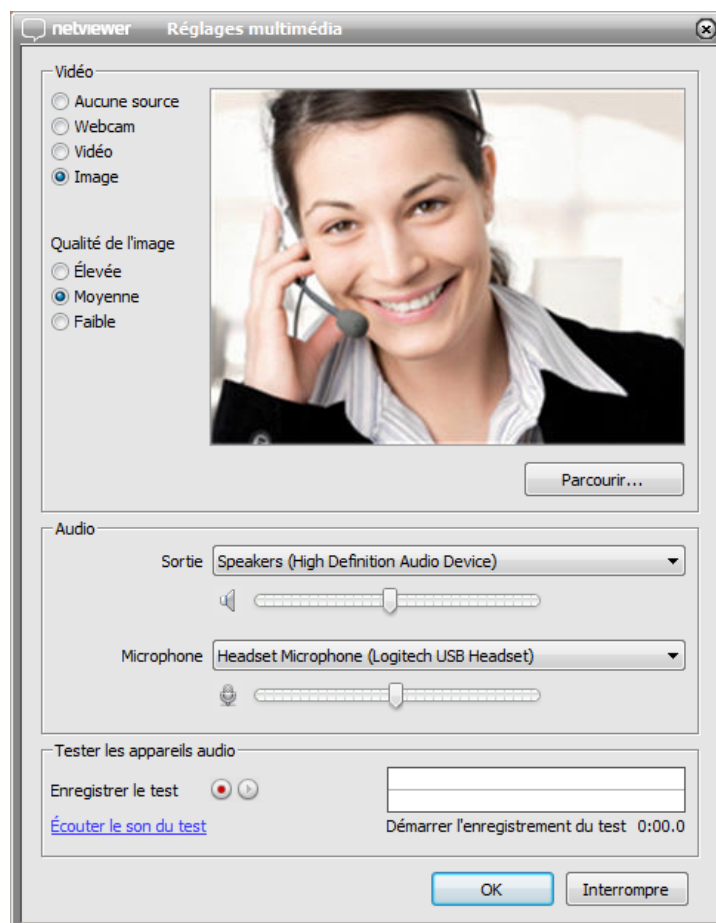 netviewer Réglages multimédia
Vidéo
Aucune source
Webcam
Vidéo
Image
Qualité de l'image
Élevée
Moyenne
Faible
Parcourir...
Audio
Sortie Speakers (High Definition Audio Device)
Microphone Headset Microphone (Logitech USB Headset)
Tester les appareils audio
Enregistrer le test
Écouter le son du test Démarrer l'enregistrement du test 0:00.0
OK Interrompre